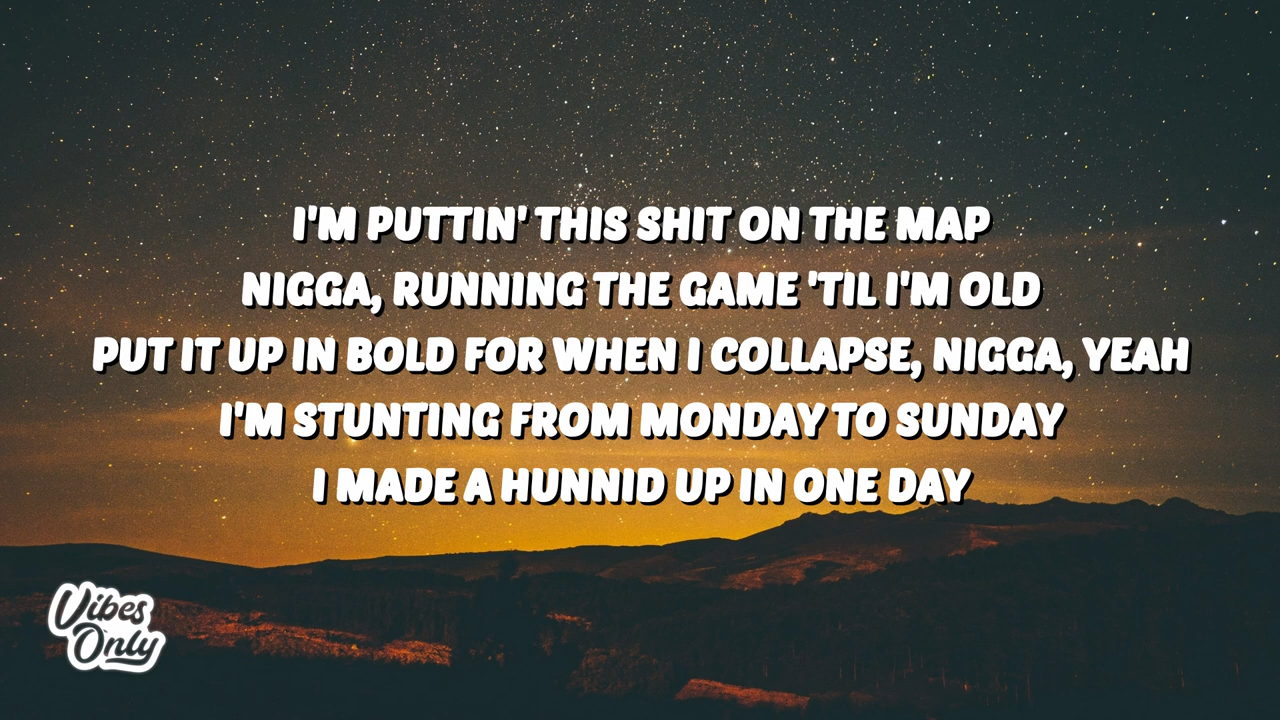 I'M PUTTIN' THIS SHIT ON THE MAP
NIGGA, RUNNING THE GAME 'TIL I'M OLD
PUT IT UP IN BOLD FOR WHEN I COLLAPSE, NIGGA, YEAH
I'M STUNTING FROM MONDAY TO SUNDAY
I MADE A HUNNID UP IN ONE DAY
Vibes
Only